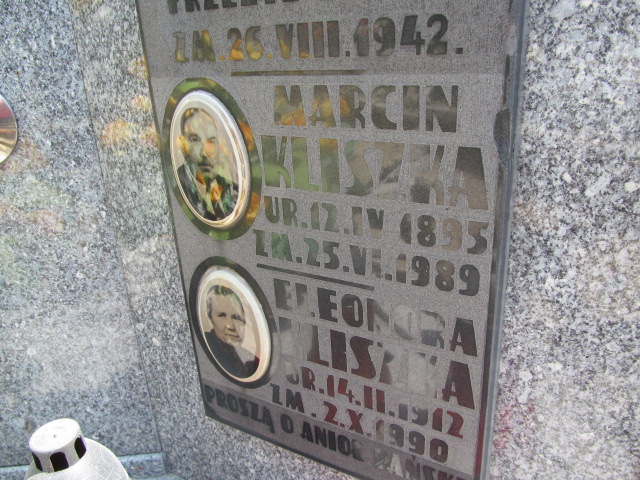 ZM.26.VIII.1942.
MARCIN
KLISZKA
UR.12.IV 1895
ZM.25.VI.1989
ELEONORA
KLISZKA
UR.14.II.1912
ZM.2.X.1990
PROSZĄ O ANIOŁ